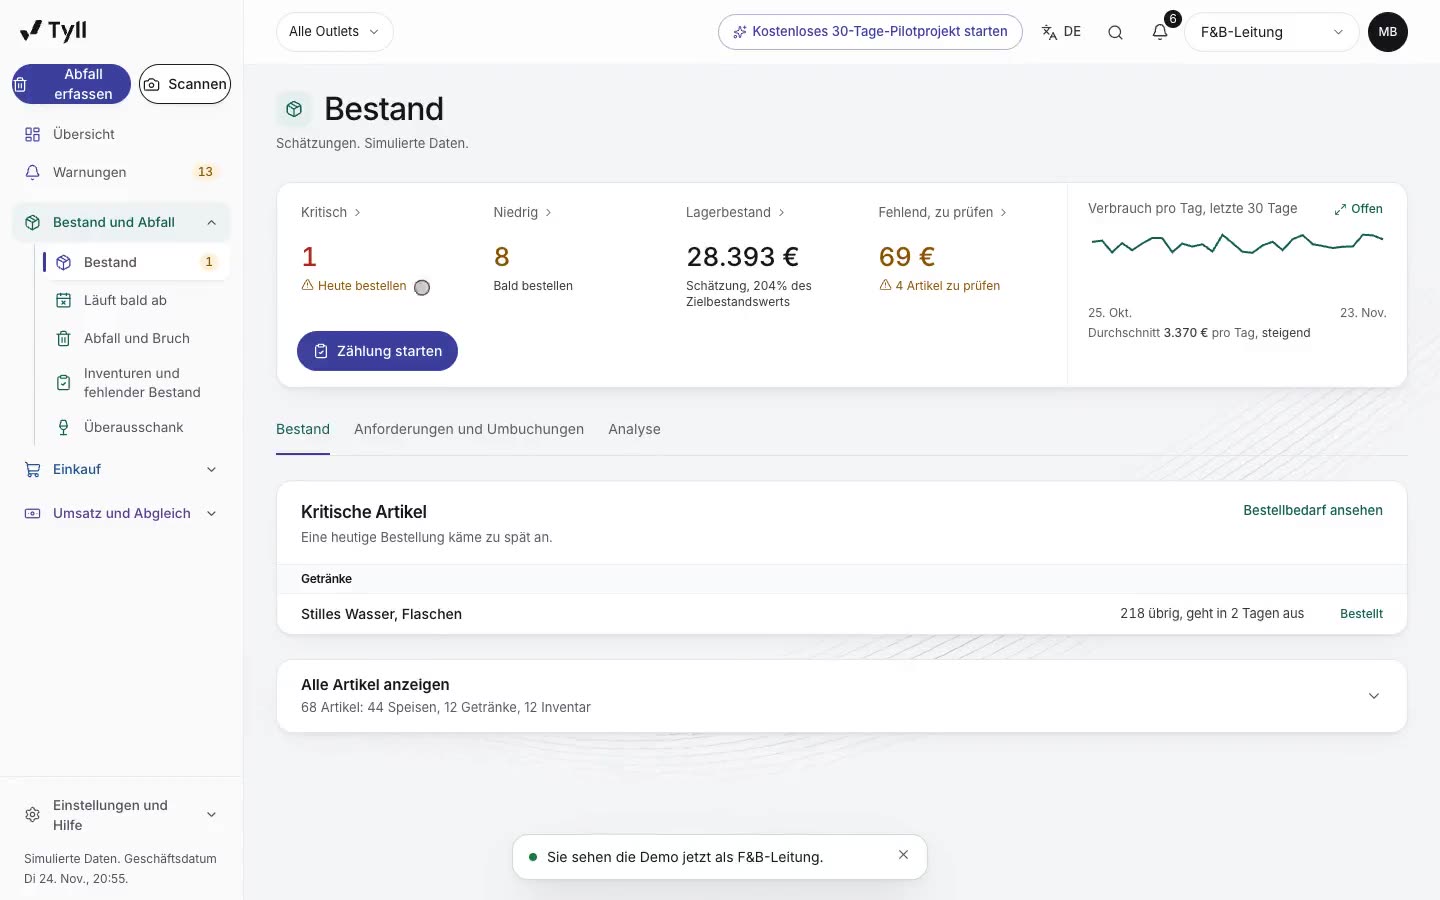 Tyll
Alle Outlets
Kostenloses 30-Tage-Pilotprojekt starten
DE
6
F&B-Leitung
MB
Abfall
erfassen
Scannen
Übersicht
Warnungen 13
Bestand und Abfall
Bestand 1
Läuft bald ab
Abfall und Bruch
Inventuren und
fehlender Bestand
Überausschank
Einkauf
Umsatz und Abgleich
Einstellungen und
Hilfe
Simulierte Daten. Geschäftsdatum
Di 24. Nov., 20:55.
Bestand
Schätzungen. Simulierte Daten.
Kritisch
1
Heute bestellen
Niedrig
8
Bald bestellen
Lagerbestand
28.393 €
Schätzung, 204% des
Zielbestandswerts
Fehlend, zu prüfen
69 €
4 Artikel zu prüfen
Zählung starten
Verbrauch pro Tag, letzte 30 Tage
Offen
25. Okt. 23. Nov.
Durchschnitt 3.370 € pro Tag, steigend
Bestand Anforderungen und Umbuchungen Analyse
Kritische Artikel
Bestellbedarf ansehen
Eine heutige Bestellung käme zu spät an.
Getränke
Stilles Wasser, Flaschen 218 übrig, geht in 2 Tagen aus Bestellt
Alle Artikel anzeigen
68 Artikel: 44 Speisen, 12 Getränke, 12 Inventar
Sie sehen die Demo jetzt als F&B-Leitung.